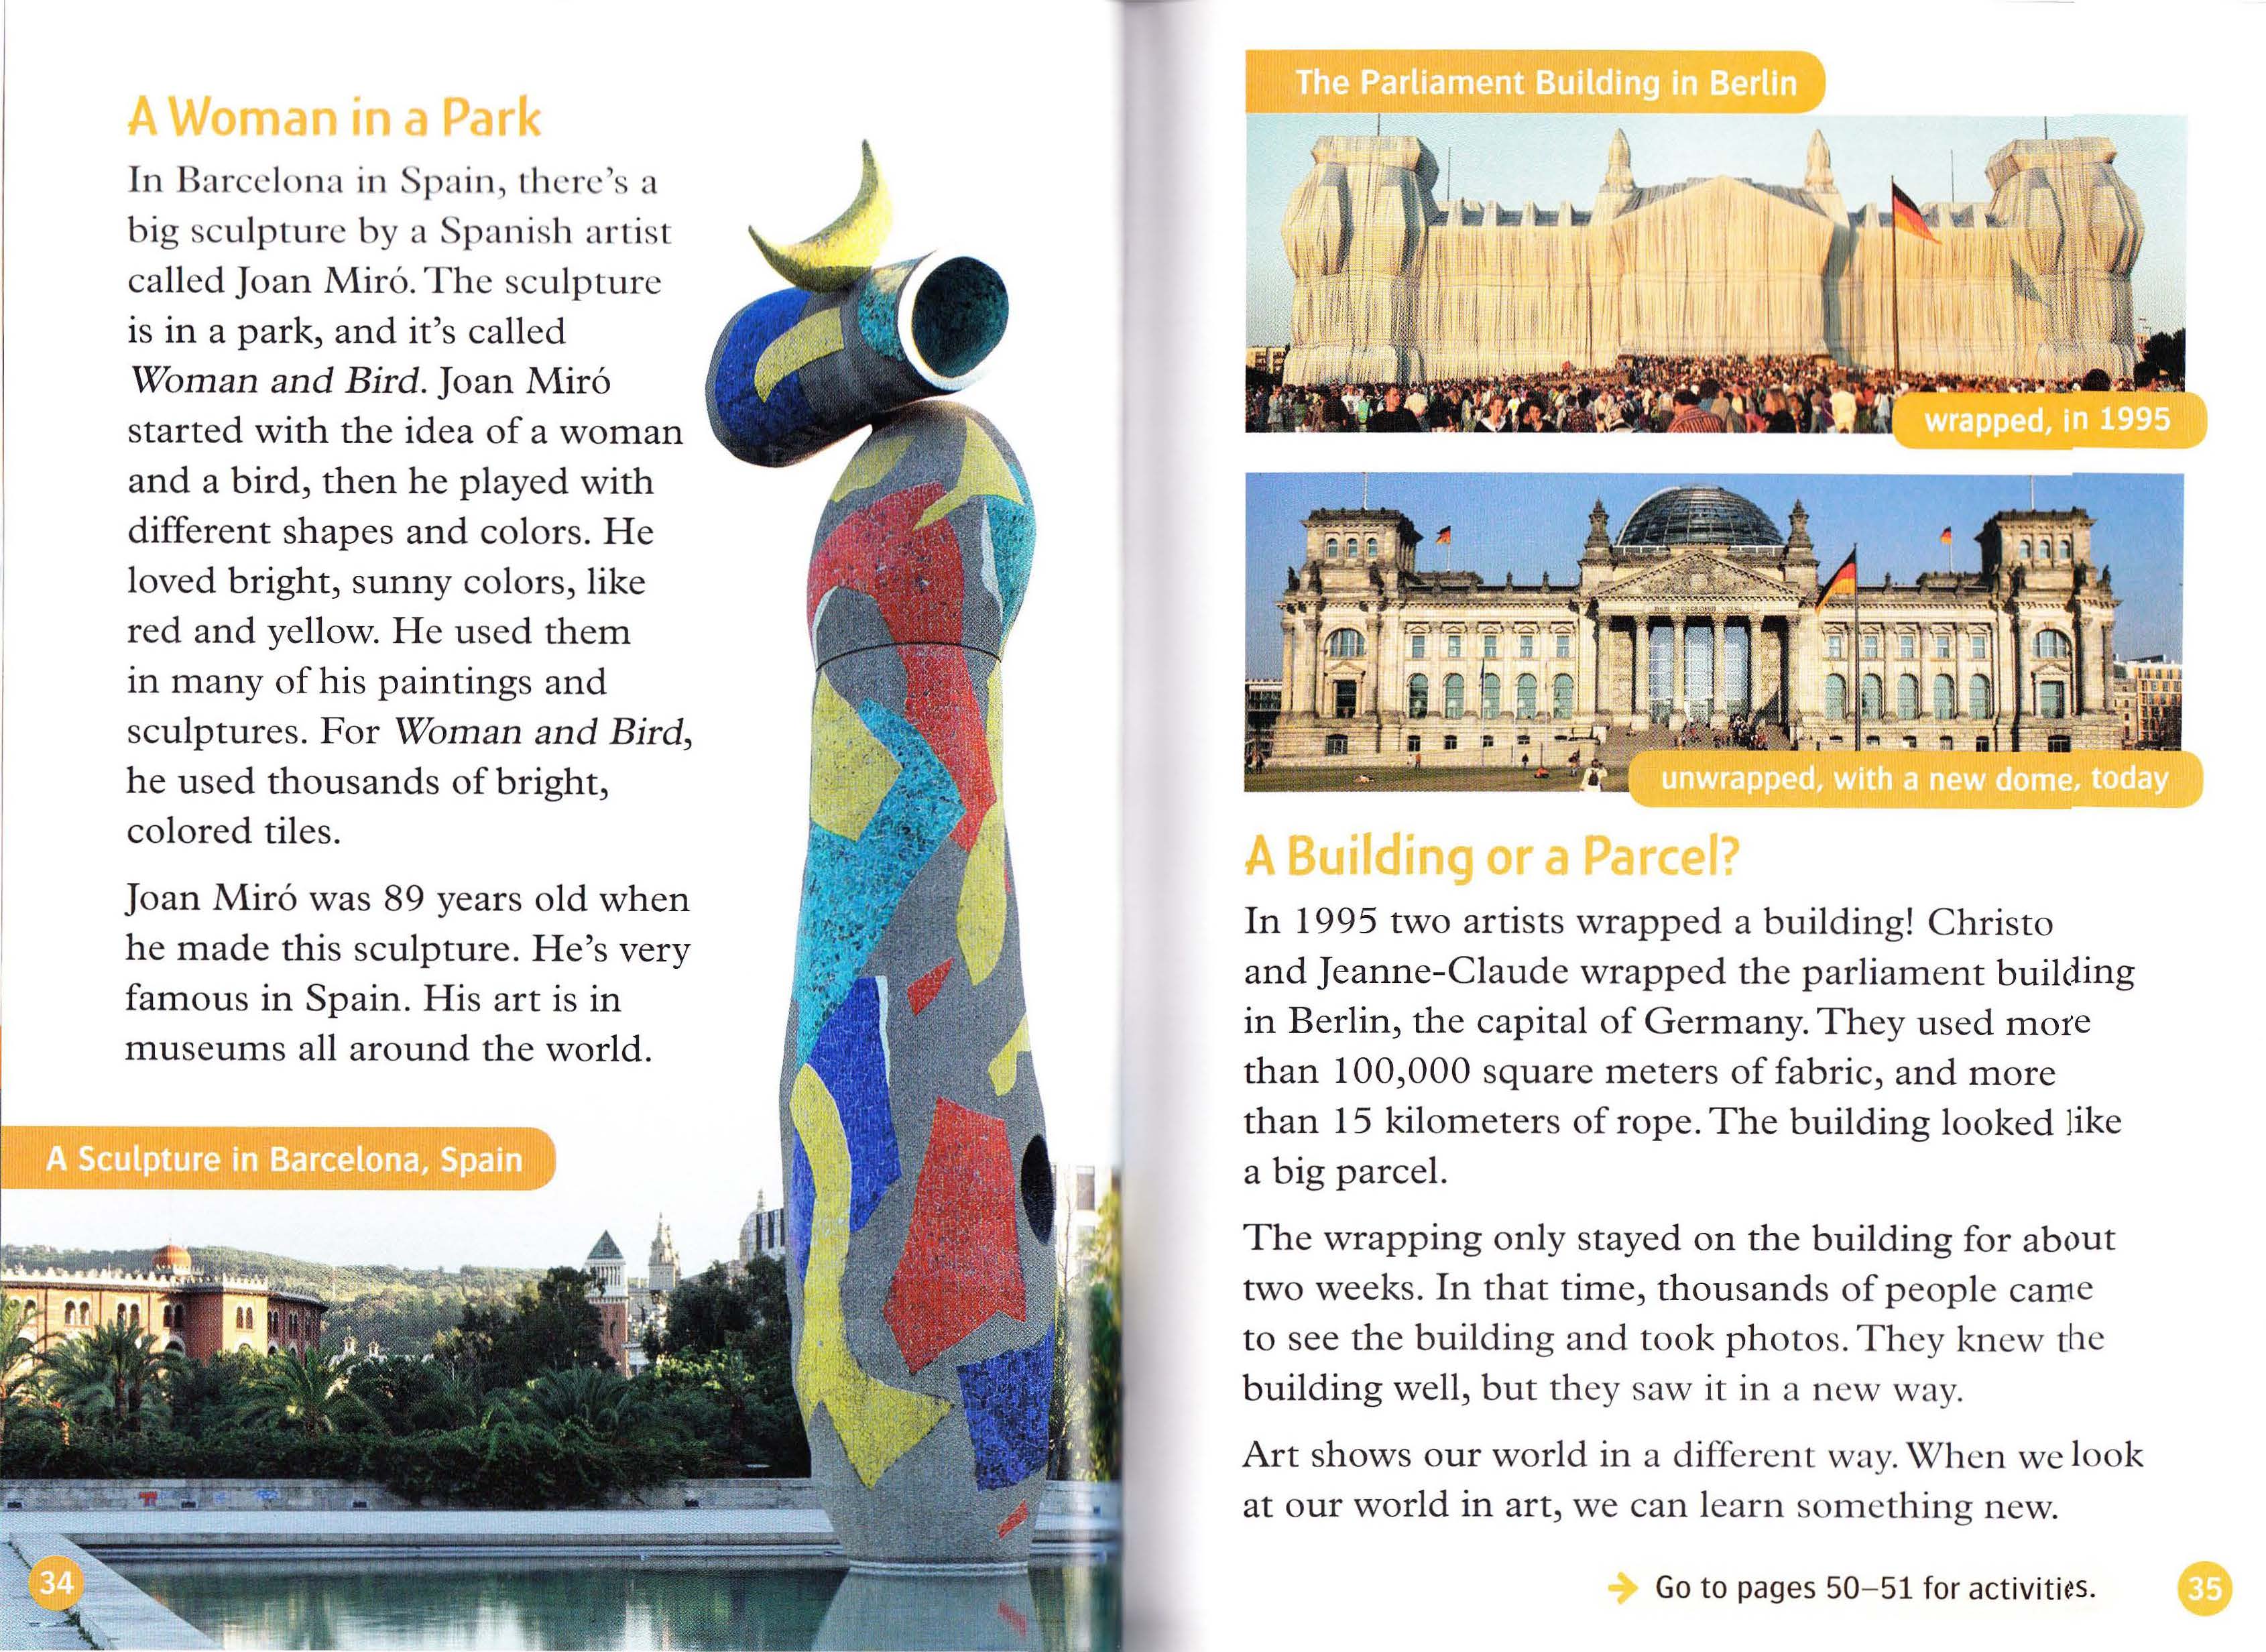 A Woman in a Park
In Barcelona in Spain, there's a
big sculpture by a Spanish artist
called Joan Miró. The sculpture
is in a park, and it's called
Woman and Bird. Joan Miró
started with the idea of a woman
and a bird, then he played with
different shapes and colors. He
loved bright, sunny colors, like
red and yellow. He used them
in many of his paintings and
sculptures. For Woman and Bird,
he used thousands of bright,
colored tiles.
Joan Miró was 89 years old when
he made this sculpture. He's very
famous in Spain. His art is in
museums all around the world.
A Sculpture in Barcelona, Spain
34
The Parliament Building in Berlin
wrapped, in 1995
DEM DEUTSCHEN VOLKE
unwrapped, with a new dome, today
A Building or a Parcel?
In 1995 two artists wrapped a building! Christo
and Jeanne-Claude wrapped the parliament building
in Berlin, the capital of Germany. They used more
than 100,000 square meters of fabric, and more
than 15 kilometers of rope. The building looked like
a big parcel.
The wrapping only stayed on the building for about
two weeks. In that time, thousands of people came
to see the building and took photos. They knew the
building well, but they saw it in a new way.
Art shows our world in a different way. When we look
at our world in art, we can learn something new.
Go to pages 50–51 for activities.
35